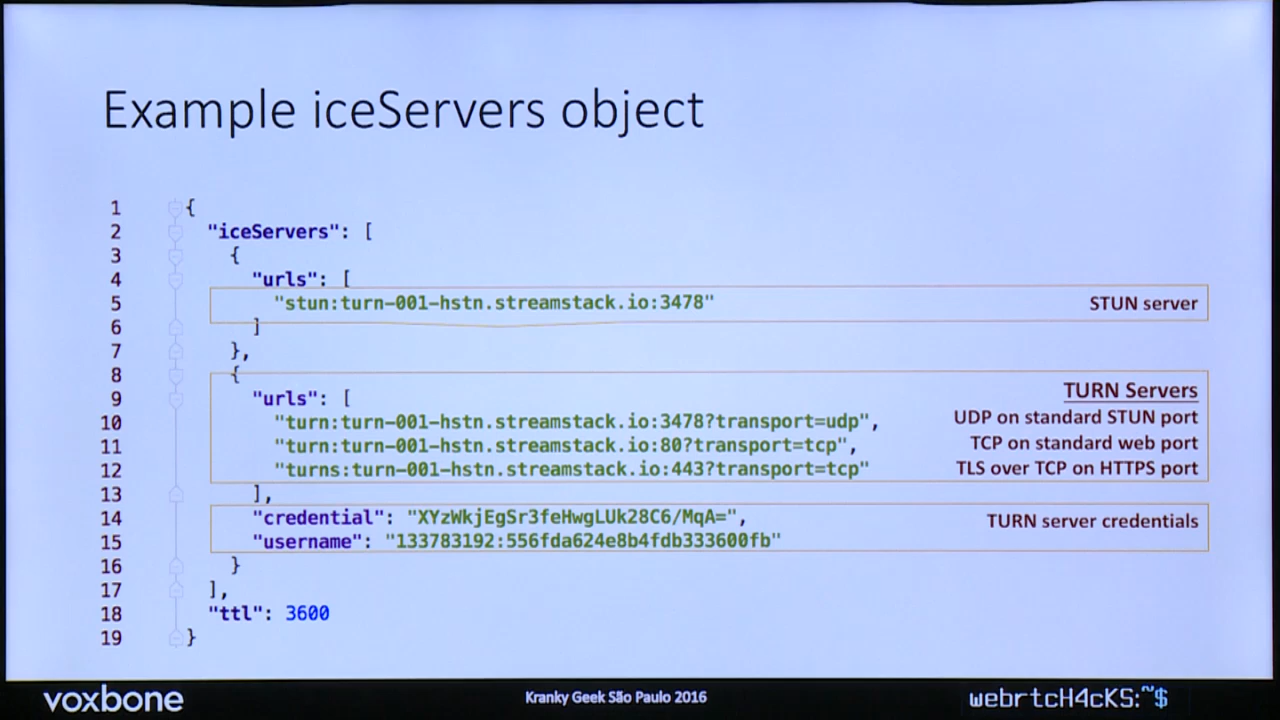 Example iceServers object
1 {
2 "iceServers": [
3 {
4 "urls": [
5 "stun:turn-001-hstn.streamstack.io:3478" STUN server
6 ]
7 },
8 {
TURN Servers
9 "urls": [
10 "turn:turn-001-hstn.streamstack.io:3478?transport=udp", UDP on standard STUN port
11 "turn:turn-001-hstn.streamstack.io:80?transport=tcp", TCP on standard web port
12 "turns:turn-001-hstn.streamstack.io:443?transport=tcp" TLS over TCP on HTTPS port
13 ],
14 "credential": "XYzWkjEgSr3feHwgLUk28C6/MqA=", TURN server credentials
15 "username": "133783192:556fda624e8b4fdb333600fb"
16 }
17 ],
18 "ttl": 3600
19 }
voxbone Kranky Geek São Paulo 2016 webrtcH4cKS:~$